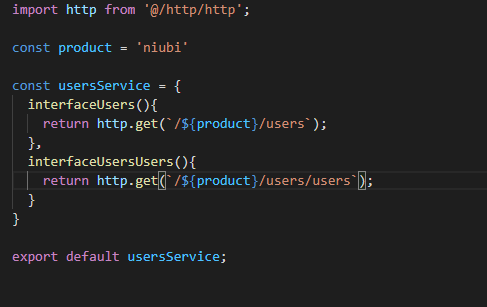 import http from '@/http/http';
const product = 'niubi'
const usersService = {
interfaceUsers(){
return http.get(`/${product}/users`);
},
interfaceUsersUsers(){
return http.get(`/${product}/users/users`);
}
}
export default usersService;